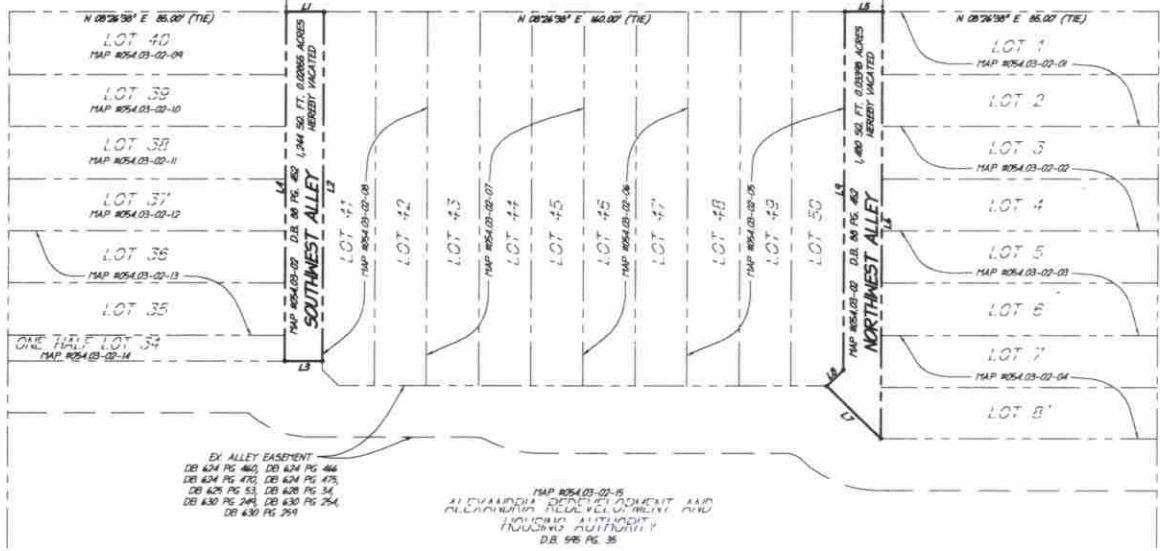 N 08°26'38" E 85.00' (TIE)
L1
N 08°26'38" E 160.00' (TIE)
L5
N 08°26'38" E 85.00' (TIE)
LOT 40
MAP #054.03-02-09
LOT 39
MAP #054.03-02-10
LOT 38
MAP #054.03-02-11
LOT 37
MAP #054.03-02-12
LOT 36
MAP #054.03-02-13
LOT 35
ONE HALF LOT 34
MAP #054.03-02-14
L4
MAP #054.03-02 D.B. 88 PG. 452 1,244 SQ. FT. 0.02856 ACRES
SOUTHWEST ALLEY HEREBY VACATED
L2
L3
LOT 41
MAP #054.03-02-08
LOT 42
LOT 43
MAP #054.03-02-07
LOT 44
LOT 45
LOT 46
MAP #054.03-02-06
LOT 47
LOT 48
MAP #054.03-02-05
LOT 49
LOT 50
L9
MAP #054.03-02 D.B. 88 PG. 452 1,480 SQ. FT. 0.03398 ACRES
NORTHWEST ALLEY HEREBY VACATED
L6
L8
L7
LOT 1
MAP #054.03-02-01
LOT 2
LOT 3
MAP #054.03-02-02
LOT 4
LOT 5
MAP #054.03-02-03
LOT 6
LOT 7
MAP #054.03-02-04
LOT 8
EX. ALLEY EASEMENT
DB 624 PG 460, DB 624 PG 466
DB 624 PG 470, DB 624 PG 475,
DB 625 PG 53, DB 628 PG 34,
DB 630 PG 249, DB 630 PG 254,
DB 630 PG 259
MAP #054.03-02-15
ALEXANDRIA REDEVELOPMENT AND
HOUSING AUTHORITY
D.B. 595 PG. 35